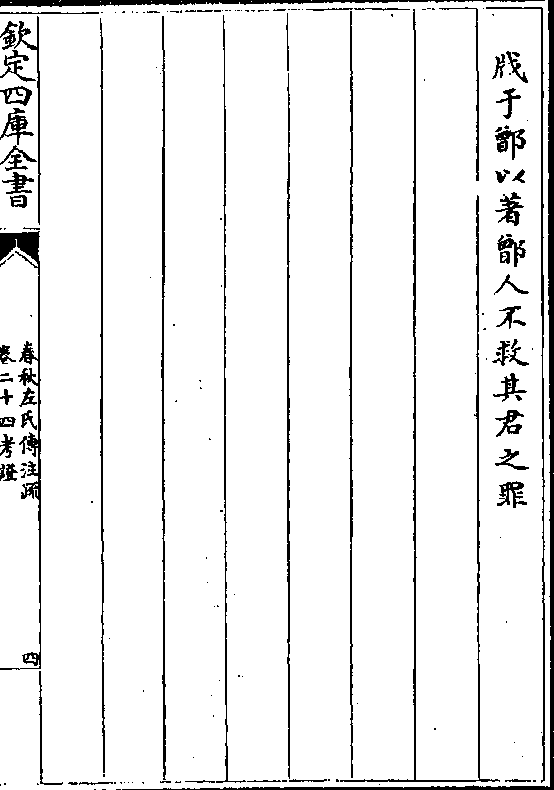 戕于鄫以著鄫人不救其君之罪
欽定四庫全書
春秋左氏傳注疏
卷二十四考證
四